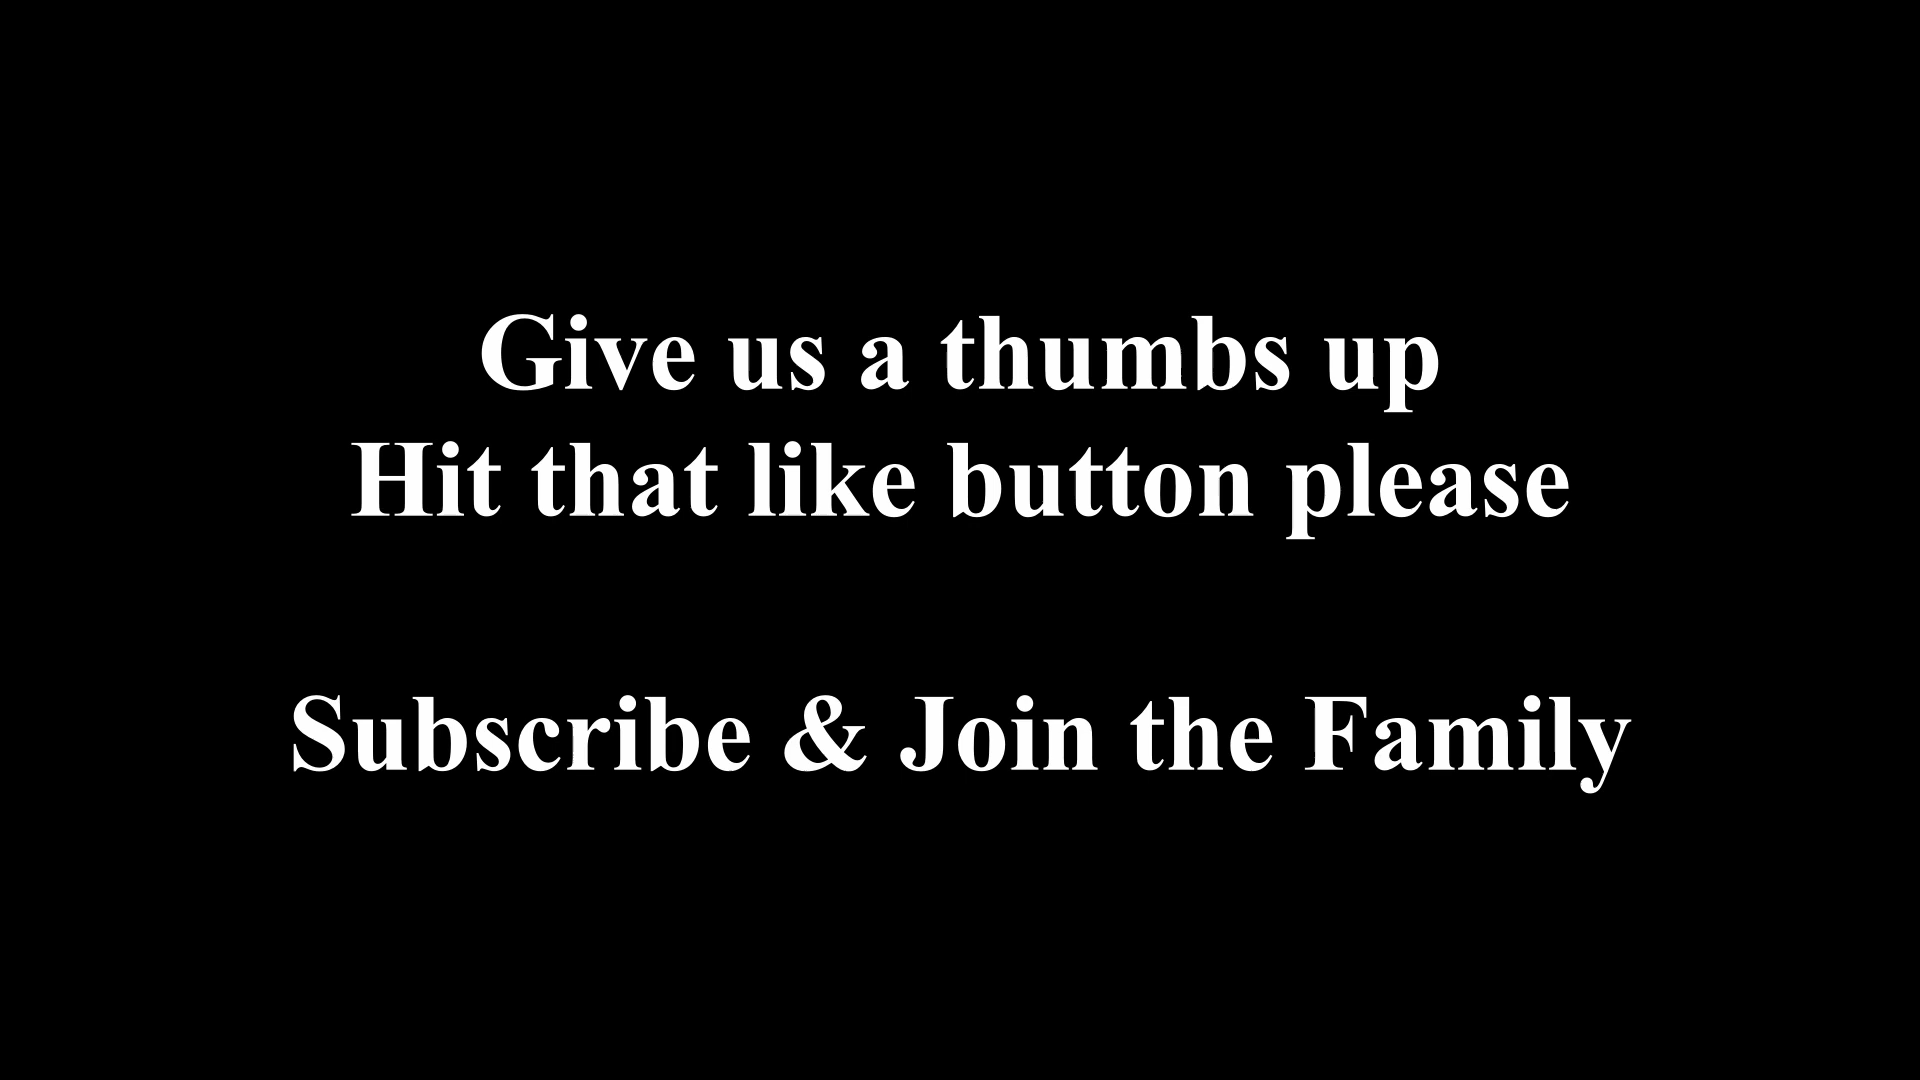 Give us a thumbs up
Hit that like button please
Subscribe & Join the Family